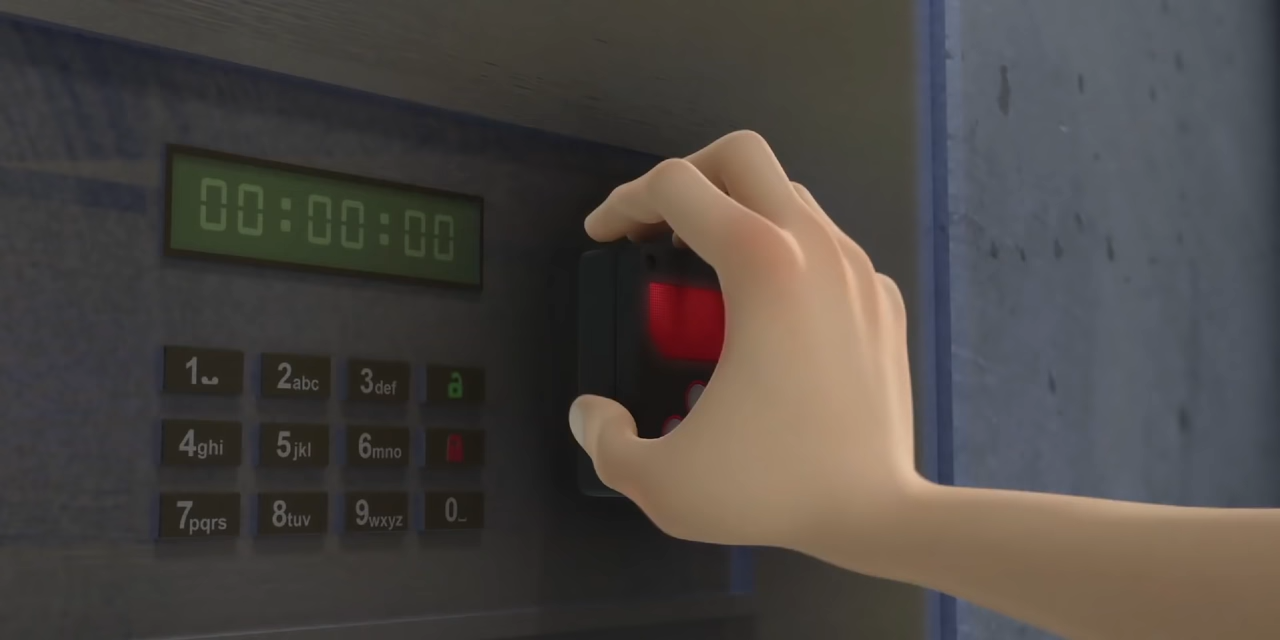 00:00:00
1 2abc 3def a
4ghi 5jkl 6mno
7pqrs 8tuv 9wxyz 0